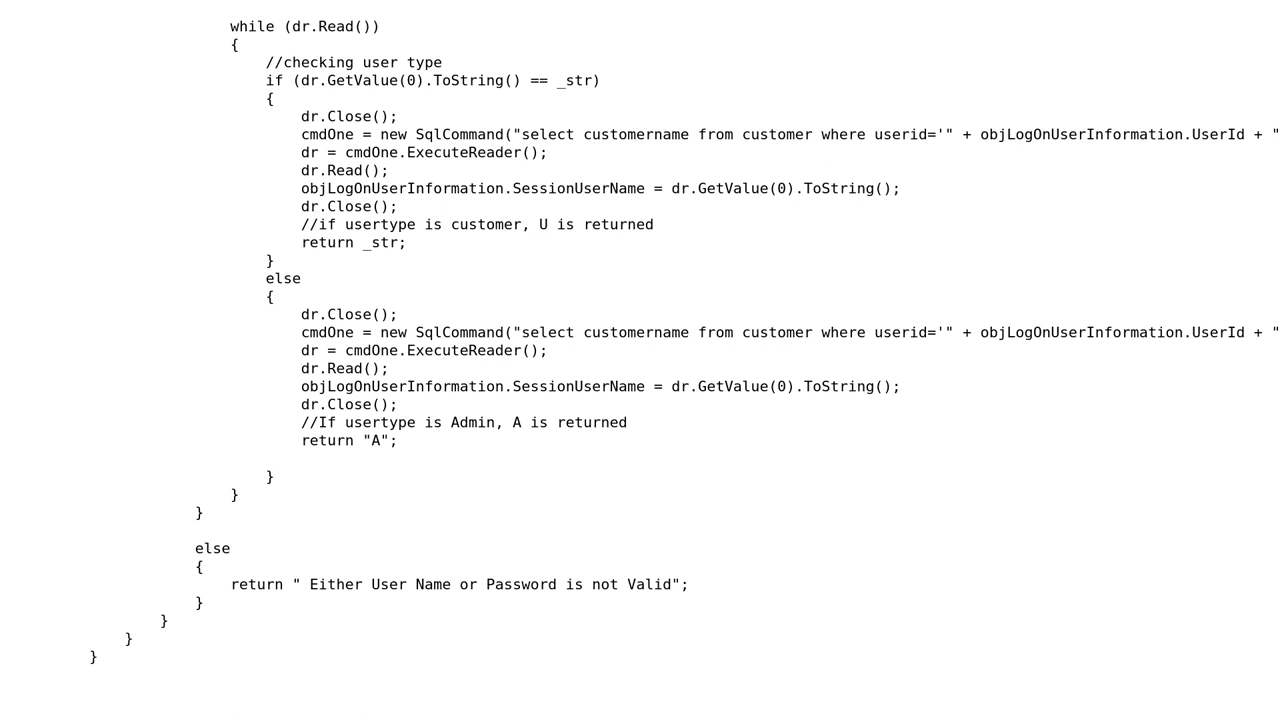 while (dr.Read())
{
//checking user type
if (dr.GetValue(0).ToString() == _str)
{
dr.Close();
cmdOne = new SqlCommand("select customername from customer where userid='" + objLogOnUserInformation.UserId + "
dr = cmdOne.ExecuteReader();
dr.Read();
objLogOnUserInformation.SessionUserName = dr.GetValue(0).ToString();
dr.Close();
//if usertype is customer, U is returned
return _str;
}
else
{
dr.Close();
cmdOne = new SqlCommand("select customername from customer where userid='" + objLogOnUserInformation.UserId + "
dr = cmdOne.ExecuteReader();
dr.Read();
objLogOnUserInformation.SessionUserName = dr.GetValue(0).ToString();
dr.Close();
//If usertype is Admin, A is returned
return "A";
}
}
}
else
{
return " Either User Name or Password is not Valid";
}
}
}
}